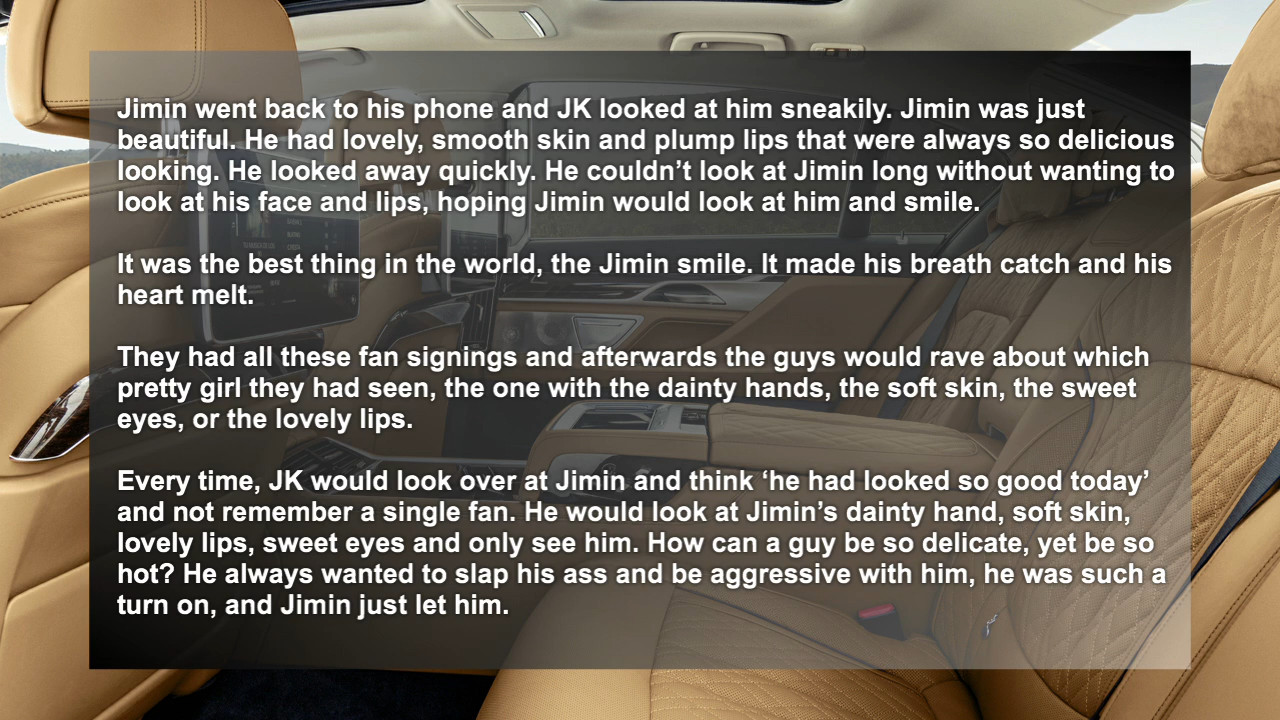 Jimin went back to his phone and JK looked at him sneakily. Jimin was just
beautiful. He had lovely, smooth skin and plump lips that were always so delicious
looking. He looked away quickly. He couldn’t look at Jimin long without wanting to
look at his face and lips, hoping Jimin would look at him and smile.
It was the best thing in the world, the Jimin smile. It made his breath catch and his
heart melt.
They had all these fan signings and afterwards the guys would rave about which
pretty girl they had seen, the one with the dainty hands, the soft skin, the sweet
eyes, or the lovely lips.
Every time, JK would look over at Jimin and think ‘he had looked so good today’
and not remember a single fan. He would look at Jimin’s dainty hand, soft skin,
lovely lips, sweet eyes and only see him. How can a guy be so delicate, yet be so
hot? He always wanted to slap his ass and be aggressive with him, he was such a
turn on, and Jimin just let him.